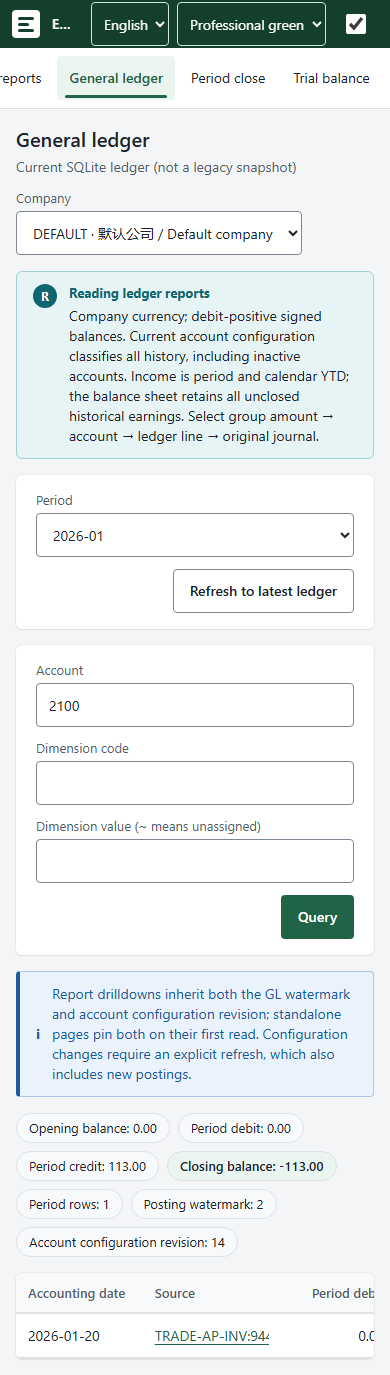 E...
English
Professional green
reports
General ledger
Period close
Trial balance
General ledger
Current SQLite ledger (not a legacy snapshot)
Company
DEFAULT · 默认公司 / Default company
R
Reading ledger reports
Company currency; debit-positive signed
balances. Current account configuration
classifies all history, including inactive
accounts. Income is period and calendar YTD;
the balance sheet retains all unclosed
historical earnings. Select group amount →
account → ledger line → original journal.
Period
2026-01
Refresh to latest ledger
Account
2100
Dimension code
Dimension value (~ means unassigned)
Query
i
Report drilldowns inherit both the GL watermark
and account configuration revision; standalone
pages pin both on their first read. Configuration
changes require an explicit refresh, which also
includes new postings.
Opening balance: 0.00
Period debit: 0.00
Period credit: 113.00
Closing balance: -113.00
Period rows: 1
Posting watermark: 2
Account configuration revision: 14
Accounting date
Source
Period deb
2026-01-20
TRADE-AP-INV:944
0.0